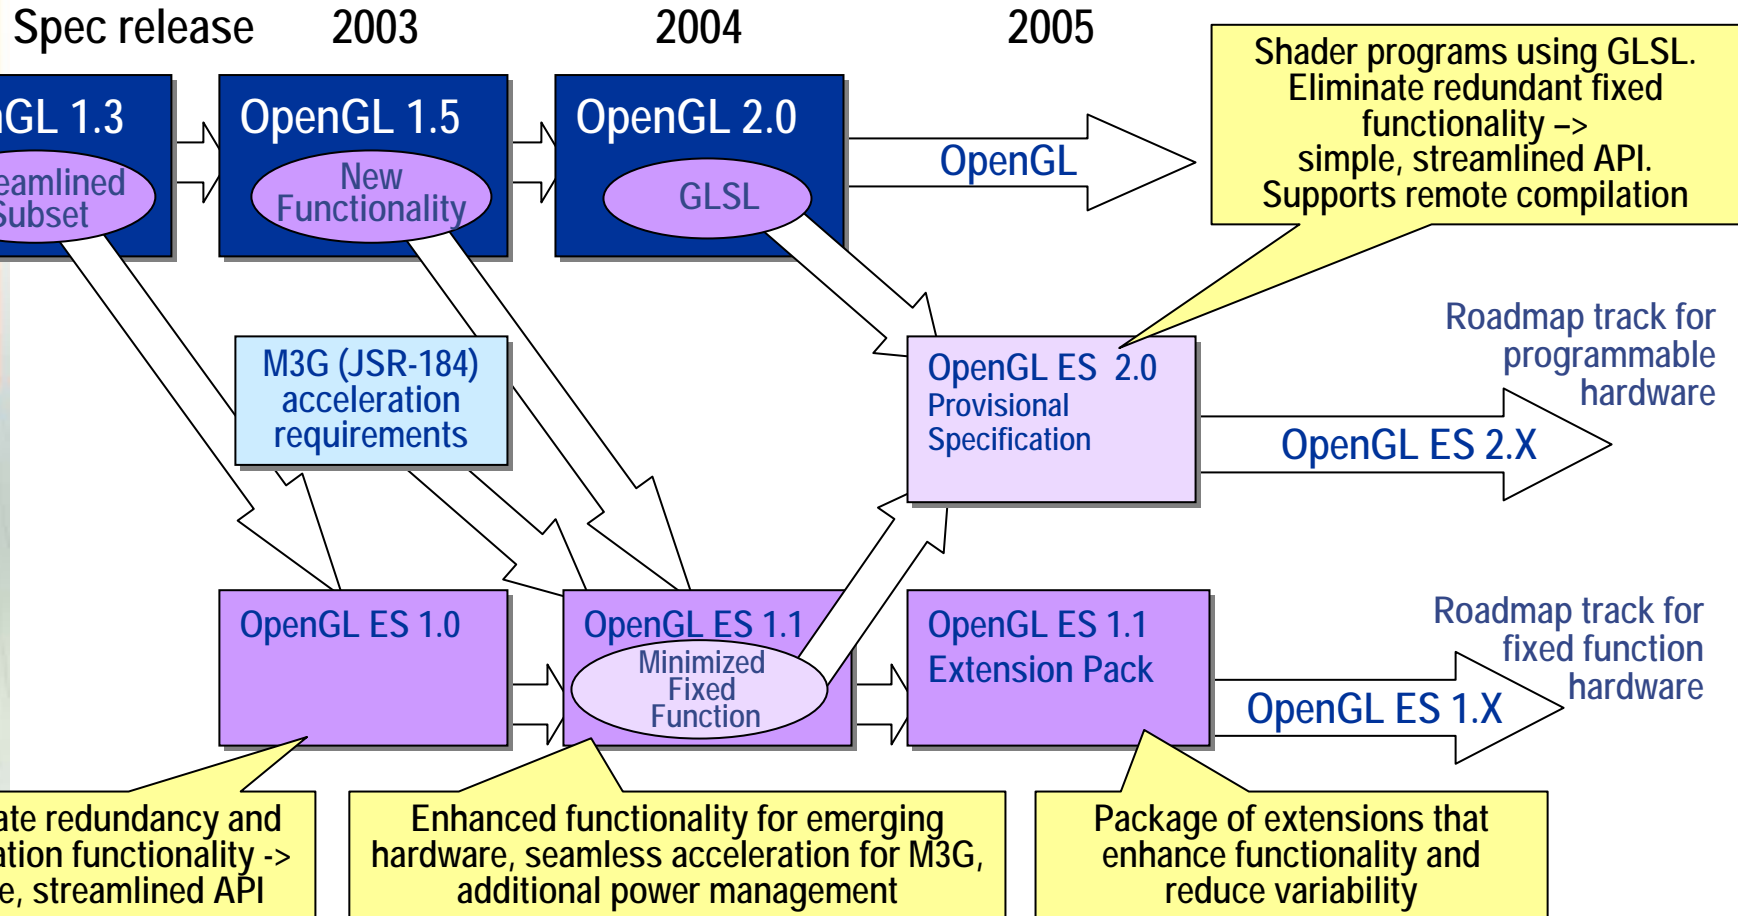 Spec release 2003 2004 2005
GL 1.3
OpenGL 1.5
OpenGL 2.0
eamlined
Subset
New
Functionality
GLSL
OpenGL
Shader programs using GLSL.
Eliminate redundant fixed
functionality –>
simple, streamlined API.
Supports remote compilation
M3G (JSR-184)
acceleration
requirements
OpenGL ES 2.0
Provisional
Specification
Roadmap track for
programmable
hardware
OpenGL ES 2.X
OpenGL ES 1.0
OpenGL ES 1.1
Minimized
Fixed
Function
OpenGL ES 1.1
Extension Pack
Roadmap track for
fixed function
hardware
OpenGL ES 1.X
ate redundancy and
ation functionality ->
e, streamlined API
Enhanced functionality for emerging
hardware, seamless acceleration for M3G,
additional power management
Package of extensions that
enhance functionality and
reduce variability